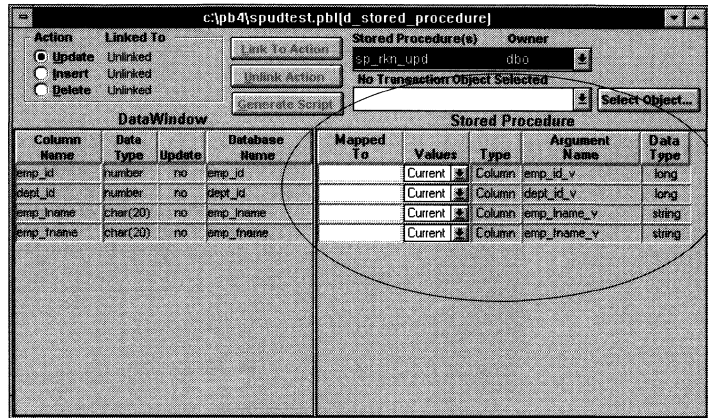 c:\pb4\spudtest.pbl[d_stored_procedure]
Action Linked To
Update Unlinked
Insert Unlinked
Delete Unlinked
Link To Action
Unlink Action
Generate Script
Stored Procedure(s) Owner
sp_rkn_upd dbo
No Transaction Object Selected
Select Object...
DataWindow
Stored Procedure
Column Name Data Type Update Database Name
emp_id number no emp_id
dept_id number no dept_id
emp_lname char(20) no emp_lname
emp_fname char(20) no emp_fname
Mapped To Values Type Argument Name Data Type
Current Column emp_id_v long
Current Column dept_id_v long
Current Column emp_lname_v string
Current Column emp_fname_v string